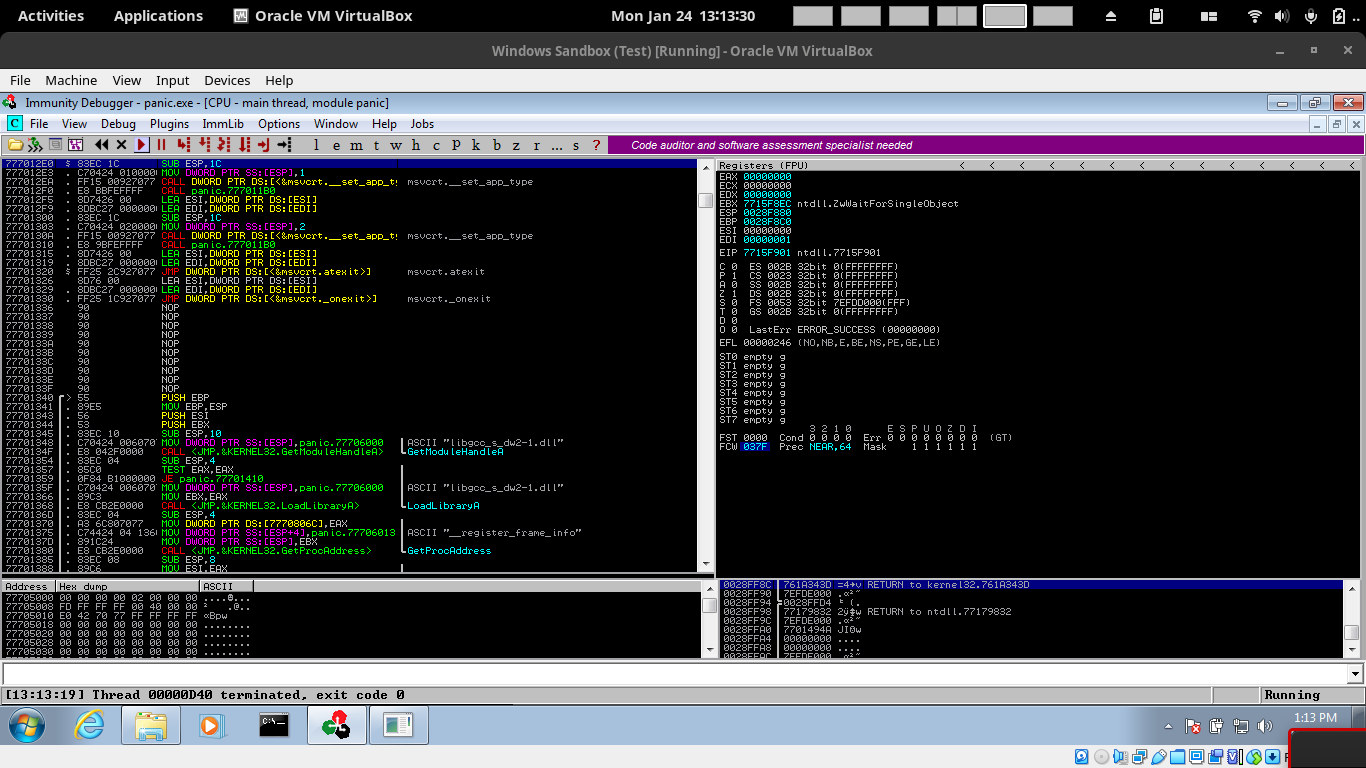 Activities Applications Oracle VM VirtualBox Mon Jan 24 13:13:30
Windows Sandbox (Test) [Running] - Oracle VM VirtualBox
File Machine View Input Devices Help
Immunity Debugger - panic.exe - [CPU - main thread, module panic]
C File View Debug Plugins ImmLib Options Window Help Jobs
l e m t w h c p k b z r ... s ? Code auditor and software assessment specialist needed
777012E0 $ 83EC 1C SUB ESP,1C
777012E3 . C70424 010000 MOV DWORD PTR SS:[ESP],1
777012EA . FF15 00927077 CALL DWORD PTR DS:[<&msvcrt.__set_app_ty msvcrt.__set_app_type
777012F0 . E8 BBFEFFFF CALL panic.777011B0
777012F5 . 8D7426 00 LEA ESI,DWORD PTR DS:[ESI]
777012F9 . 8DBC27 000000 LEA EDI,DWORD PTR DS:[EDI]
77701300 . 83EC 1C SUB ESP,1C
77701303 . C70424 020000 MOV DWORD PTR SS:[ESP],2
7770130A . FF15 00927077 CALL DWORD PTR DS:[<&msvcrt.__set_app_ty msvcrt.__set_app_type
77701310 . E8 9BFEFFFF CALL panic.777011B0
77701315 . 8D7426 00 LEA ESI,DWORD PTR DS:[ESI]
77701319 . 8DBC27 000000 LEA EDI,DWORD PTR DS:[EDI]
77701320 $ FF25 2C927077 JMP DWORD PTR DS:[<&msvcrt.atexit>] msvcrt.atexit
77701326 8D76 00 LEA ESI,DWORD PTR DS:[ESI]
77701329 8DBC27 000000 LEA EDI,DWORD PTR DS:[EDI]
77701330 . FF25 1C927077 JMP DWORD PTR DS:[<&msvcrt._onexit>] msvcrt._onexit
77701336 90 NOP
77701337 90 NOP
77701338 90 NOP
77701339 90 NOP
7770133A 90 NOP
7770133B 90 NOP
7770133C 90 NOP
7770133D 90 NOP
7770133E 90 NOP
7770133F 90 NOP
77701340 > 55 PUSH EBP
77701341 . 89E5 MOV EBP,ESP
77701343 . 56 PUSH ESI
77701344 . 53 PUSH EBX
77701345 . 83EC 10 SUB ESP,10
77701348 . C70424 006070 MOV DWORD PTR SS:[ESP],panic.77706000 ASCII "libgcc_s_dw2-1.dll"
7770134F . E8 042F0000 CALL <JMP.&KERNEL32.GetModuleHandleA> GetModuleHandleA
77701354 . 83EC 04 SUB ESP,4
77701357 . 85C0 TEST EAX,EAX
77701359 . 0F84 B1000000 JE panic.77701410
7770135F . C70424 006070 MOV DWORD PTR SS:[ESP],panic.77706000 ASCII "libgcc_s_dw2-1.dll"
77701366 . 89C3 MOV EBX,EAX
77701368 . E8 CB2E0000 CALL <JMP.&KERNEL32.LoadLibraryA> LoadLibraryA
7770136D . 83EC 04 SUB ESP,4
77701370 . A3 6C807077 MOV DWORD PTR DS:[7770806C],EAX
77701375 . C74424 04 136 MOV DWORD PTR SS:[ESP+4],panic.77706013 ASCII "__register_frame_info"
7770137D . 891C24 MOV DWORD PTR SS:[ESP],EBX
77701380 . E8 CB2E0000 CALL <JMP.&KERNEL32.GetProcAddress> GetProcAddress
77701385 . 83EC 08 SUB ESP,8
77701388 . 89C6 MOV ESI,EAX
Registers (FPU) < < < < < < < < < < < < < <
EAX 00000000
ECX 00000000
EDX 00000000
EBX 7715F8EC ntdll.ZwWaitForSingleObject
ESP 0028F880
EBP 0028F8C0
ESI 00000000
EDI 00000001
EIP 7715F901 ntdll.7715F901
C 0 ES 002B 32bit 0(FFFFFFFF)
P 1 CS 0023 32bit 0(FFFFFFFF)
A 0 SS 002B 32bit 0(FFFFFFFF)
Z 1 DS 002B 32bit 0(FFFFFFFF)
S 0 FS 0053 32bit 7EFDD000(FFF)
T 0 GS 002B 32bit 0(FFFFFFFF)
D 0
O 0 LastErr ERROR_SUCCESS (00000000)
EFL 00000246 (NO,NB,E,BE,NS,PE,GE,LE)
ST0 empty g
ST1 empty g
ST2 empty g
ST3 empty g
ST4 empty g
ST5 empty g
ST6 empty g
ST7 empty g
3 2 1 0 E S P U O Z D I
FST 0000 Cond 0 0 0 0 Err 0 0 0 0 0 0 0 0 (GT)
FCW 037F Prec NEAR,64 Mask 1 1 1 1 1 1
Address Hex dump ASCII
77705000 00 00 00 00 02 00 00 00
77705008 FD FF FF FF 00 40 00 00
77705010 E0 42 70 77 FF FF FF FF αBpw
77705018 00 00 00 00 00 00 00 00 ........
77705020 00 00 00 00 00 00 00 00 ........
77705028 00 00 00 00 00 00 00 00 ........
77705030 00 00 00 00 00 00 00 00 ........
0028FF8C 761A343D RETURN to kernel32.761A343D
0028FF90 7EFDE000
0028FF94 0028FFD4
0028FF98 77179832 RETURN to ntdll.77179832
0028FF9C 7EFDE000
0028FFA0 7701494A
0028FFA4 00000000 ....
0028FFA8 00000000 ....
0028FFAC 7EFDE000
[13:13:19] Thread 00000D40 terminated, exit code 0 Running
C:\_
1:13 PM